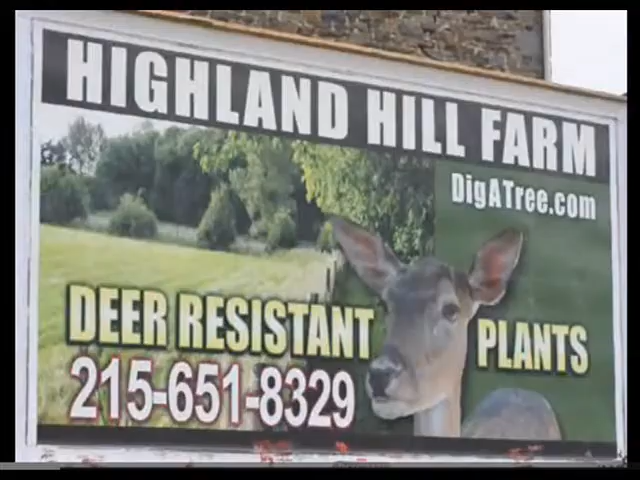 HIGHLAND HILL FARM
DigATree.com
DEER RESISTANT PLANTS
215-651-8329